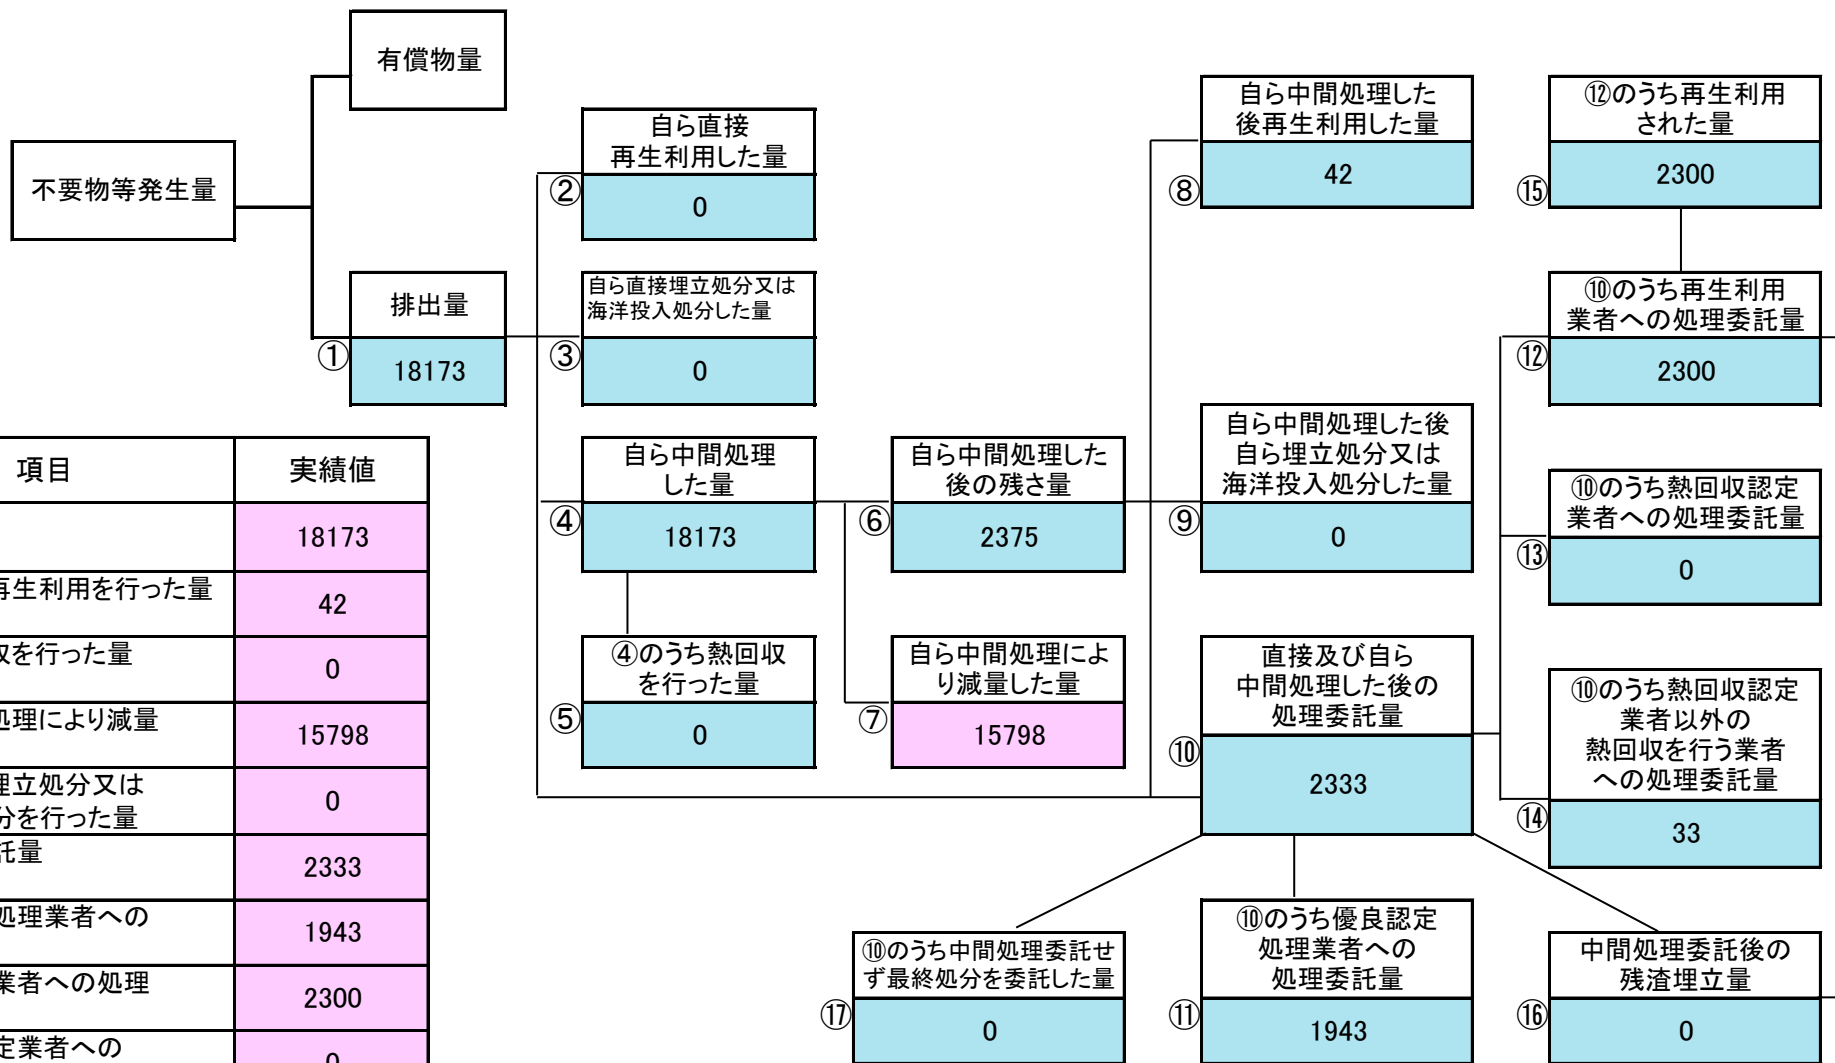 有償物量
不要物等発生量
排出量
①
18173
自ら直接
再生利用した量
②
0
自ら直接埋立処分又は
海洋投入処分した量
③
0
自ら中間処理
した量
④
18173
④のうち熱回収
を行った量
⑤
0
自ら中間処理した
後の残さ量
⑥
2375
自ら中間処理によ
り減量した量
⑦
15798
自ら中間処理した
後再生利用した量
⑧
42
自ら中間処理した後
自ら埋立処分又は
海洋投入処分した量
⑨
0
直接及び自ら
中間処理した後の
処理委託量
⑩
2333
⑫のうち再生利用
された量
⑮
2300
⑩のうち再生利用
業者への処理委託量
⑫
2300
⑩のうち熱回収認定
業者への処理委託量
⑬
0
⑩のうち熱回収認定
業者以外の
熱回収を行う業者
への処理委託量
⑭
33
⑩のうち中間処理委託せ
ず最終処分を委託した量
⑰
0
⑩のうち優良認定
処理業者への
処理委託量
⑪
1943
中間処理委託後の
残渣埋立量
⑯
0
項目 実績値
18173
再生利用を行った量 42
を行った量 0
処理により減量 15798
埋立処分又は
分を行った量 0
託量 2333
処理業者への 1943
業者への処理 2300
定業者への 0